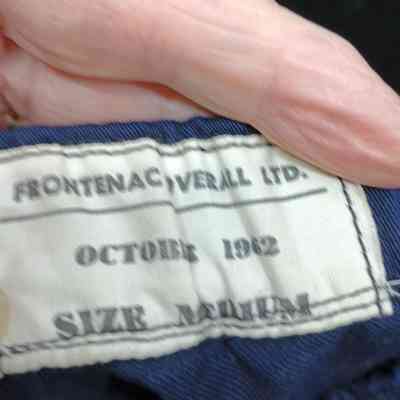 FRONTENAC OVERALL LTD.
OCTOBER 1962
SIZE MEDIUM